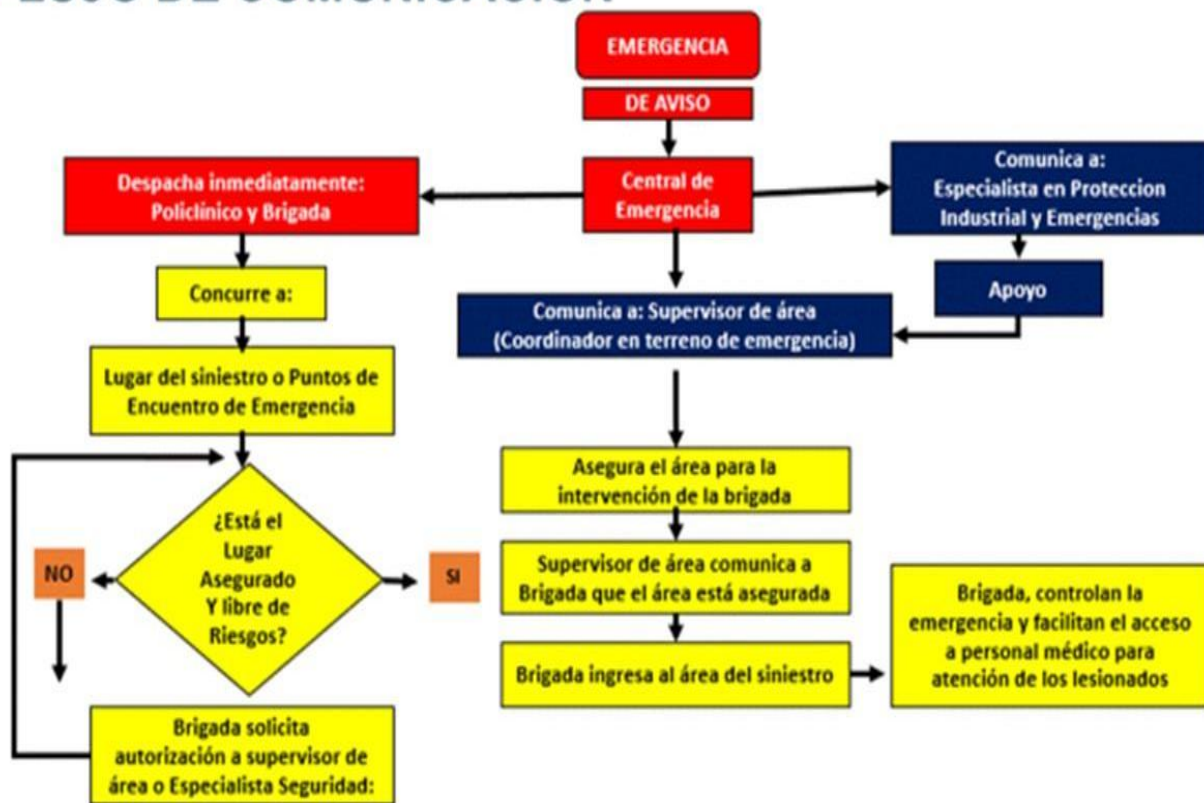 FLUJO DE COMUNICACIÓN
EMERGENCIA
DE AVISO
Central de
Emergencia
Despacha inmediatamente:
Policlínico y Brigada
Comunica a:
Especialista en Proteccion
Industrial y Emergencias
Apoyo
Concurre a:
Comunica a: Supervisor de área
(Coordinador en terreno de emergencia)
Lugar del siniestro o Puntos de
Encuentro de Emergencia
¿Está el
Lugar
Asegurado
Y libre de
Riesgos?
NO
SI
Brigada solicita
autorización a supervisor de
área o Especialista Seguridad:
Asegura el área para la
intervención de la brigada
Supervisor de área comunica a
Brigada que el área está asegurada
Brigada ingresa al área del siniestro
Brigada, controlan la
emergencia y facilitan el acceso
a personal médico para
atención de los lesionados